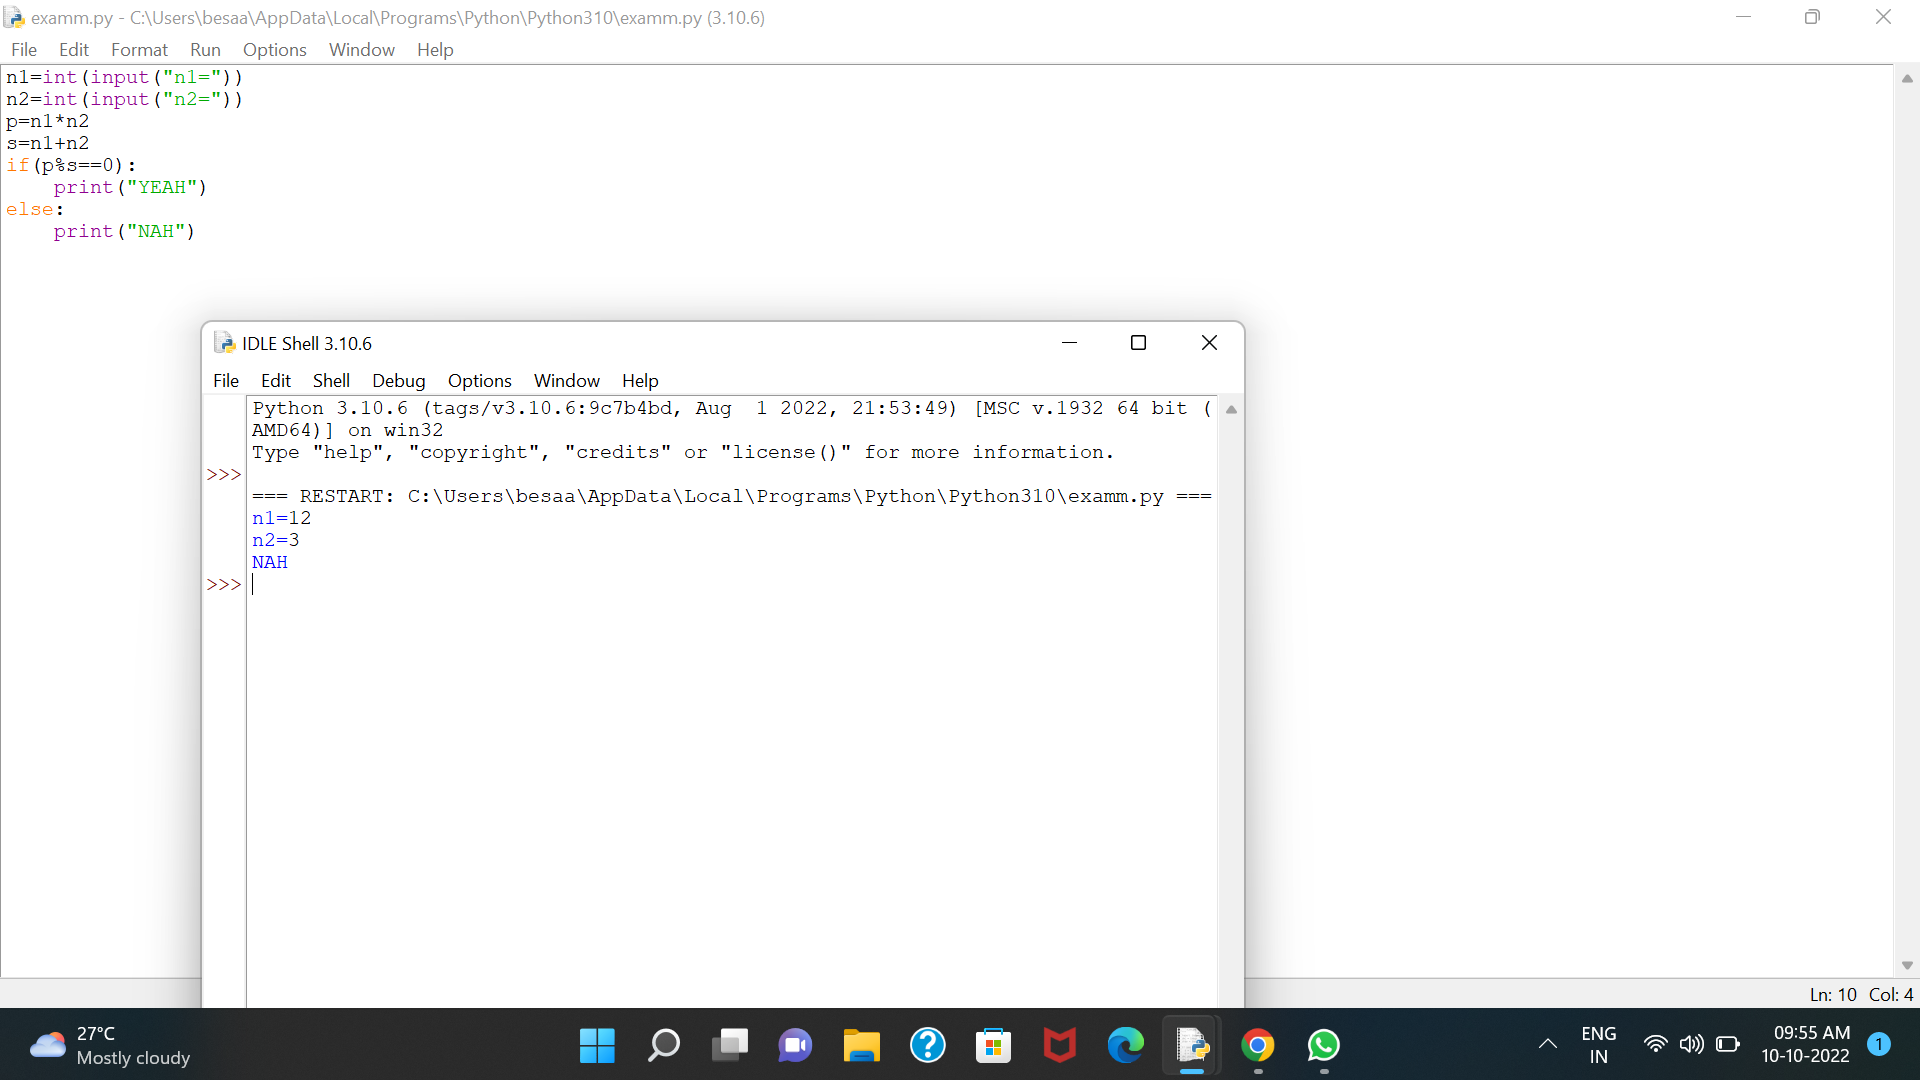 examm.py - C:\Users\besaa\AppData\Local\Programs\Python\Python310\examm.py (3.10.6)
File Edit Format Run Options Window Help
n1=int(input("n1="))
n2=int(input("n2="))
p=n1*n2
s=n1+n2
if(p%s==0):
    print("YEAH")
else:
    print("NAH")
IDLE Shell 3.10.6
File Edit Shell Debug Options Window Help
Python 3.10.6 (tags/v3.10.6:9c7b4bd, Aug  1 2022, 21:53:49) [MSC v.1932 64 bit (
AMD64)] on win32
Type "help", "copyright", "credits" or "license()" for more information.
>>>
=== RESTART: C:\Users\besaa\AppData\Local\Programs\Python\Python310\examm.py ===
n1=12
n2=3
NAH
>>>
Ln: 10 Col: 4
27°C
Mostly cloudy
ENG
IN
09:55 AM
10-10-2022
1